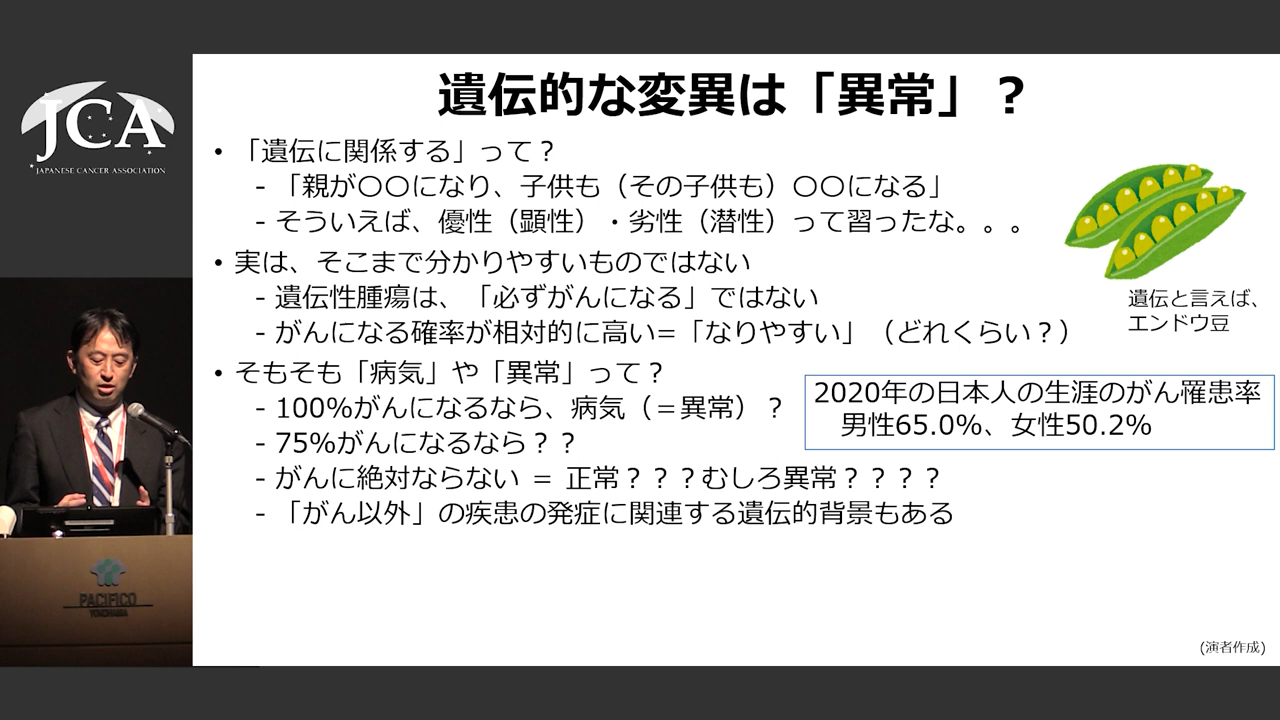 JCA
JAPANESE CANCER ASSOCIATION
遺伝的な変異は「異常」？
• 「遺伝に関係する」って？
- 「親が〇〇になり、子供も（その子供も）〇〇になる」
- そういえば、優性（顕性）・劣性（潜性）って習ったな。。。
• 実は、そこまで分かりやすいものではない
- 遺伝性腫瘍は、「必ずがんになる」ではない
- がんになる確率が相対的に高い=「なりやすい」（どれくらい？）
遺伝と言えば、
エンドウ豆
• そもそも「病気」や「異常」って？
- 100%がんになるなら、病気（＝異常）？
- 75%がんになるなら？？
- がんに絶対ならない ＝ 正常？？？むしろ異常？？？？
- 「がん以外」の疾患の発症に関連する遺伝的背景もある
2020年の日本人の生涯のがん罹患率
男性65.0%、女性50.2%
PACIFICO
YOKOHAMA
(演者作成)